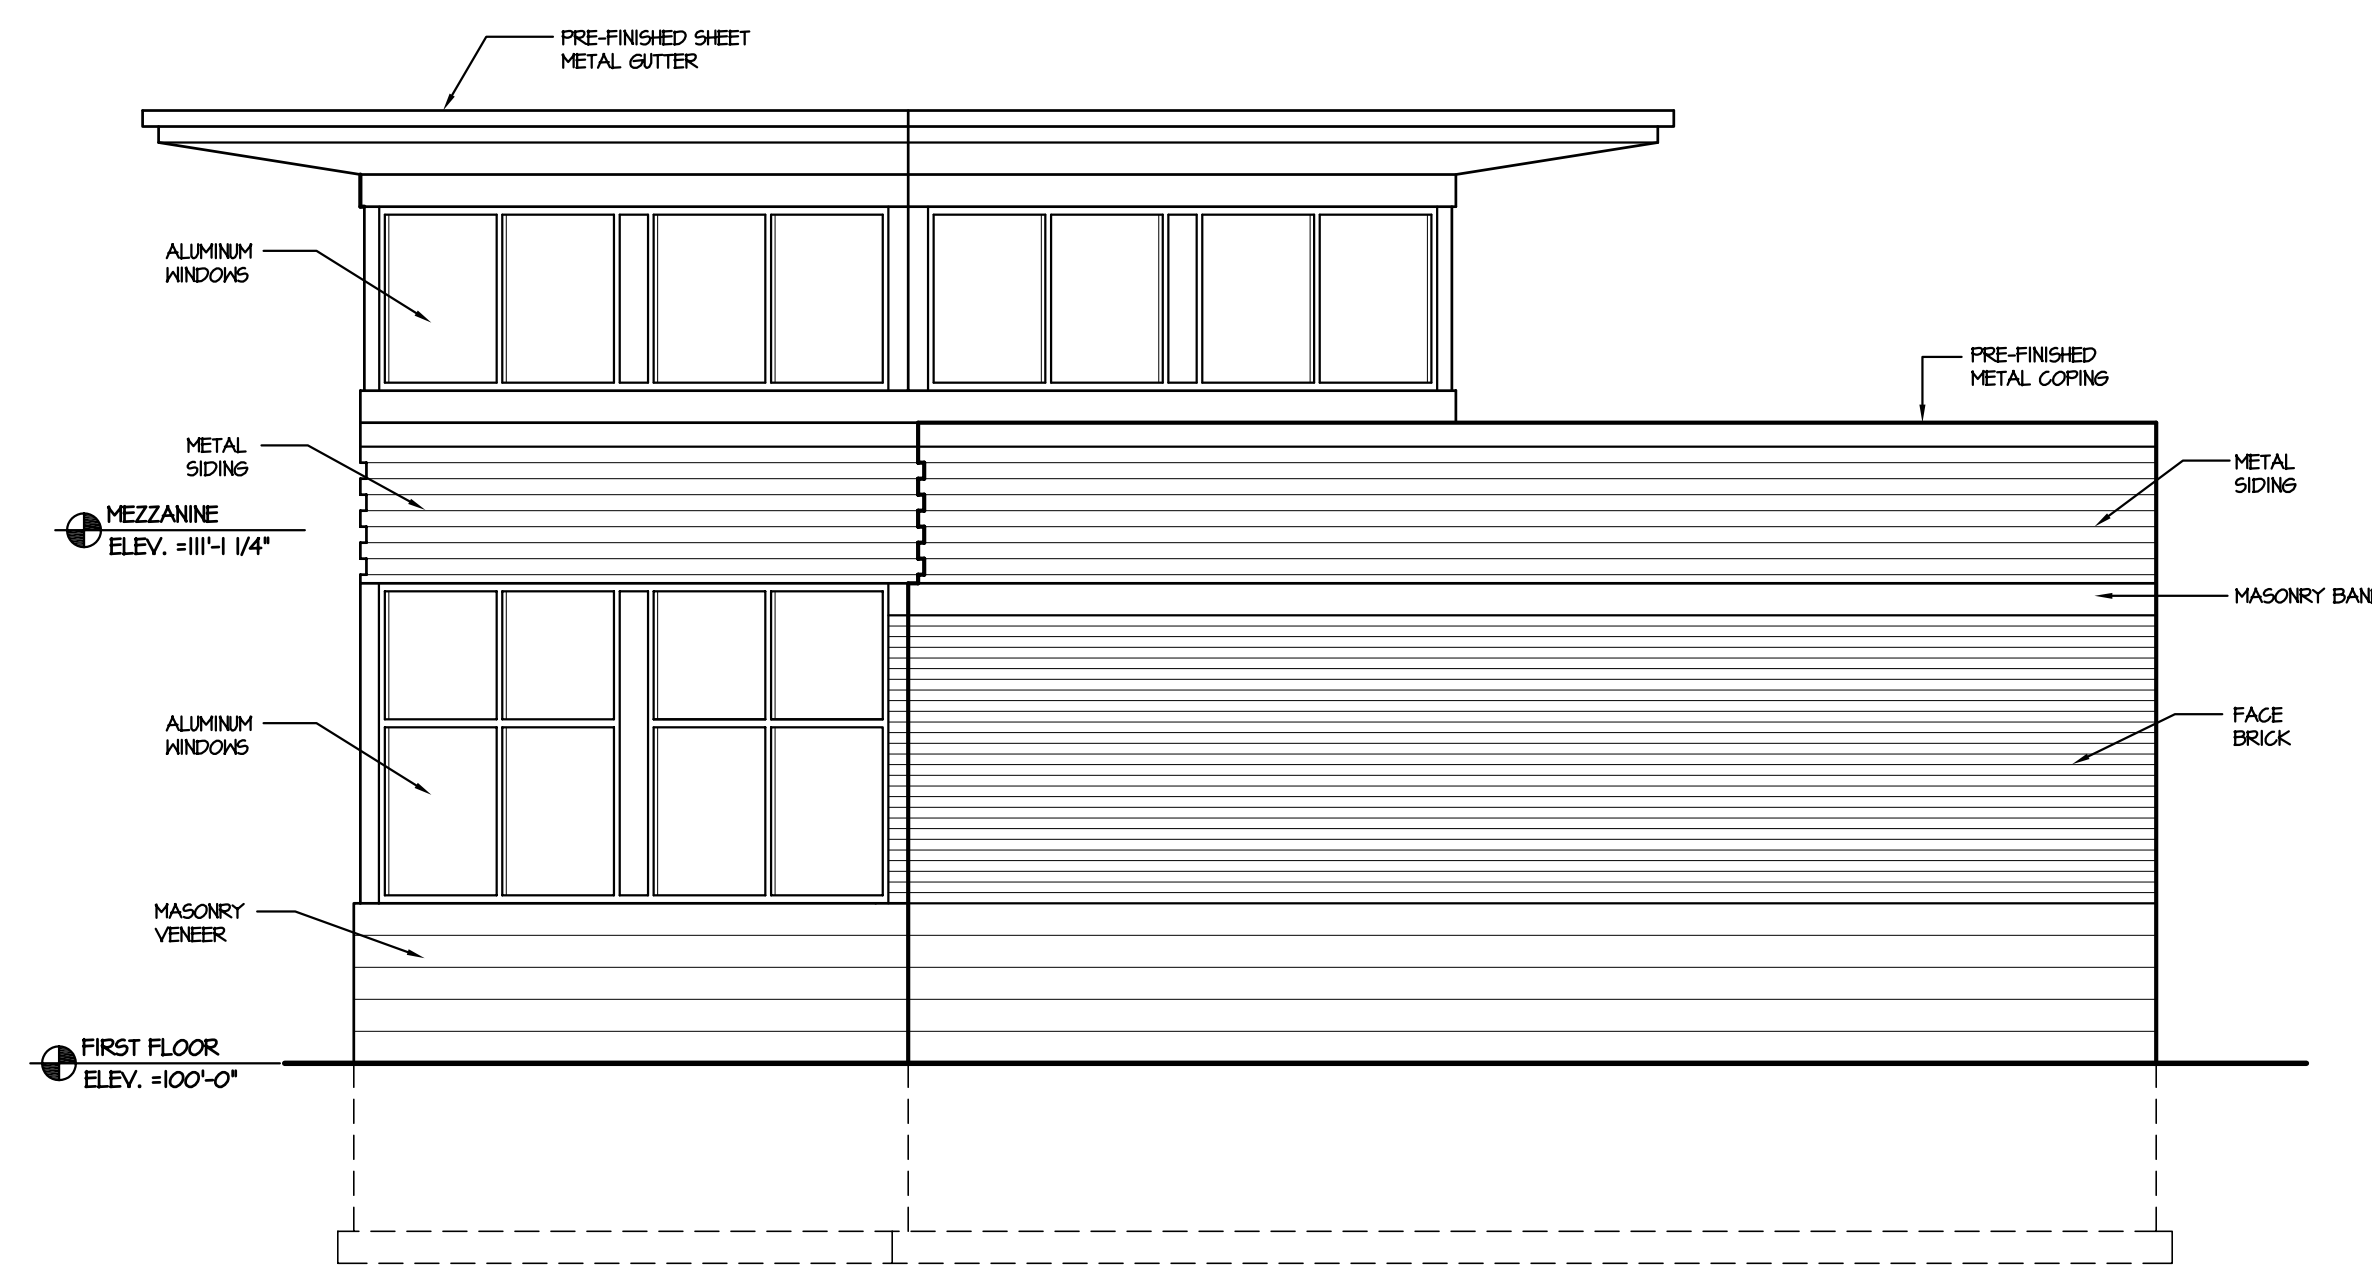 PRE-FINISHED SHEET
METAL GUTTER
ALUMINUM
WINDOWS
PRE-FINISHED
METAL COPING
METAL
SIDING
METAL
SIDING
MEZZANINE
ELEV. =111'-1 1/4"
MASONRY BAN
ALUMINUM
WINDOWS
FACE
BRICK
MASONRY
VENEER
FIRST FLOOR
ELEV. =100'-0"